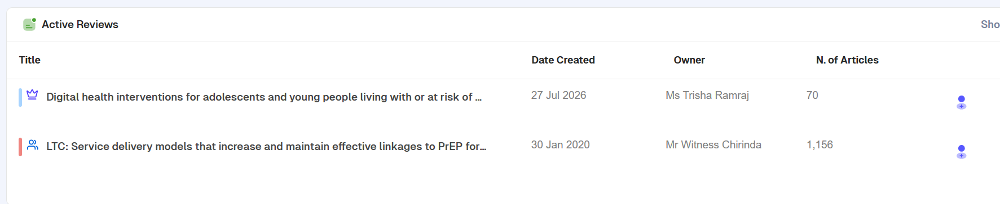 Active Reviews
Sho
Title Date Created Owner N. of Articles
Digital health interventions for adolescents and young people living with or at risk of ... 27 Jul 2026 Ms Trisha Ramraj 70
LTC: Service delivery models that increase and maintain effective linkages to PrEP for... 30 Jan 2020 Mr Witness Chirinda 1,156